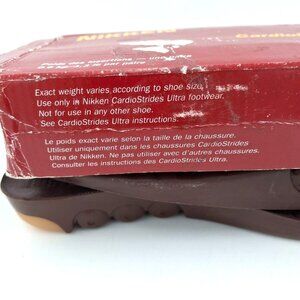 NIKKEN
Cardio
Exact weight varies according to shoe size.
Use only in Nikken CardioStrides Ultra footwear.
Not for use in any other shoe.
See CardioStrides Ultra instructions.
Le poids exact varie selon la taille de la chaussure.
Utiliser uniquement dans les chaussures CardioStrides
Ultra de Nikken. Ne pas utiliser avec d'autres chaussures.
Consulter les instructions des CardioStrides Ultra.